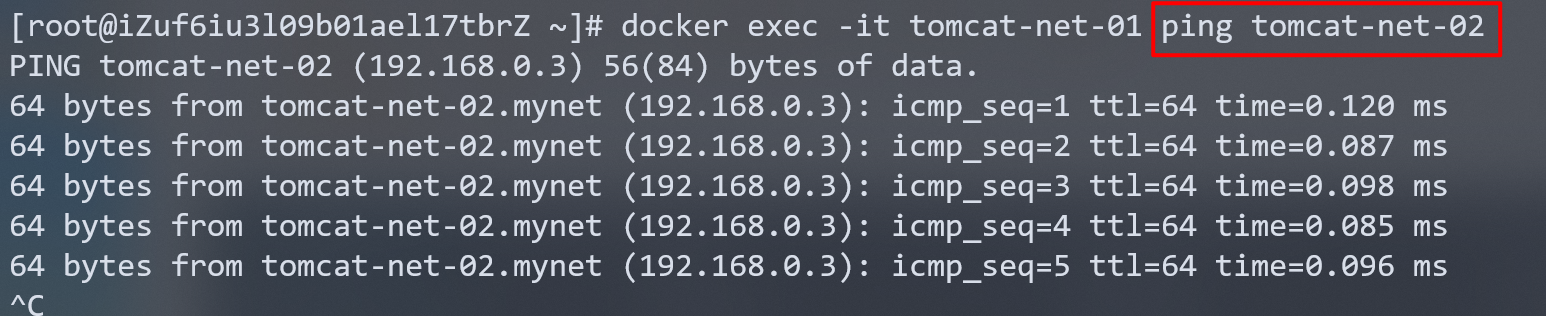 [root@iZuf6iu3l09b01ael17tbrZ ~]# docker exec -it tomcat-net-01 ping tomcat-net-02
PING tomcat-net-02 (192.168.0.3) 56(84) bytes of data.
64 bytes from tomcat-net-02.mynet (192.168.0.3): icmp_seq=1 ttl=64 time=0.120 ms
64 bytes from tomcat-net-02.mynet (192.168.0.3): icmp_seq=2 ttl=64 time=0.087 ms
64 bytes from tomcat-net-02.mynet (192.168.0.3): icmp_seq=3 ttl=64 time=0.098 ms
64 bytes from tomcat-net-02.mynet (192.168.0.3): icmp_seq=4 ttl=64 time=0.085 ms
64 bytes from tomcat-net-02.mynet (192.168.0.3): icmp_seq=5 ttl=64 time=0.096 ms
^C